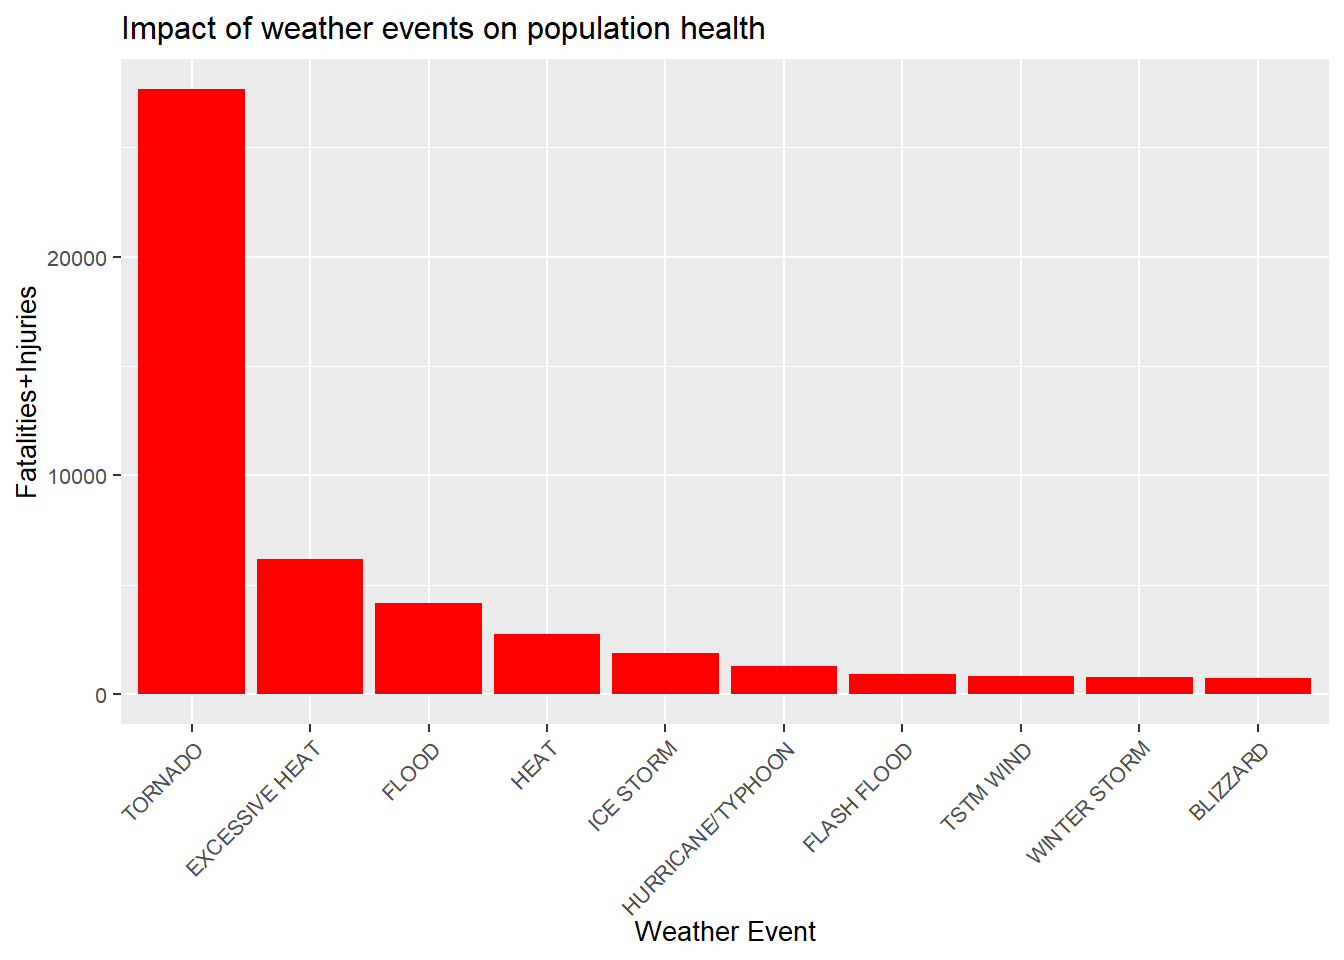 Impact of weather events on population health
Fatalities+Injuries
20000
10000
0
TORNADO
EXCESSIVE HEAT
FLOOD
HEAT
ICE STORM
HURRICANE/TYPHOON
FLASH FLOOD
TSTM WIND
WINTER STORM
BLIZZARD
Weather Event